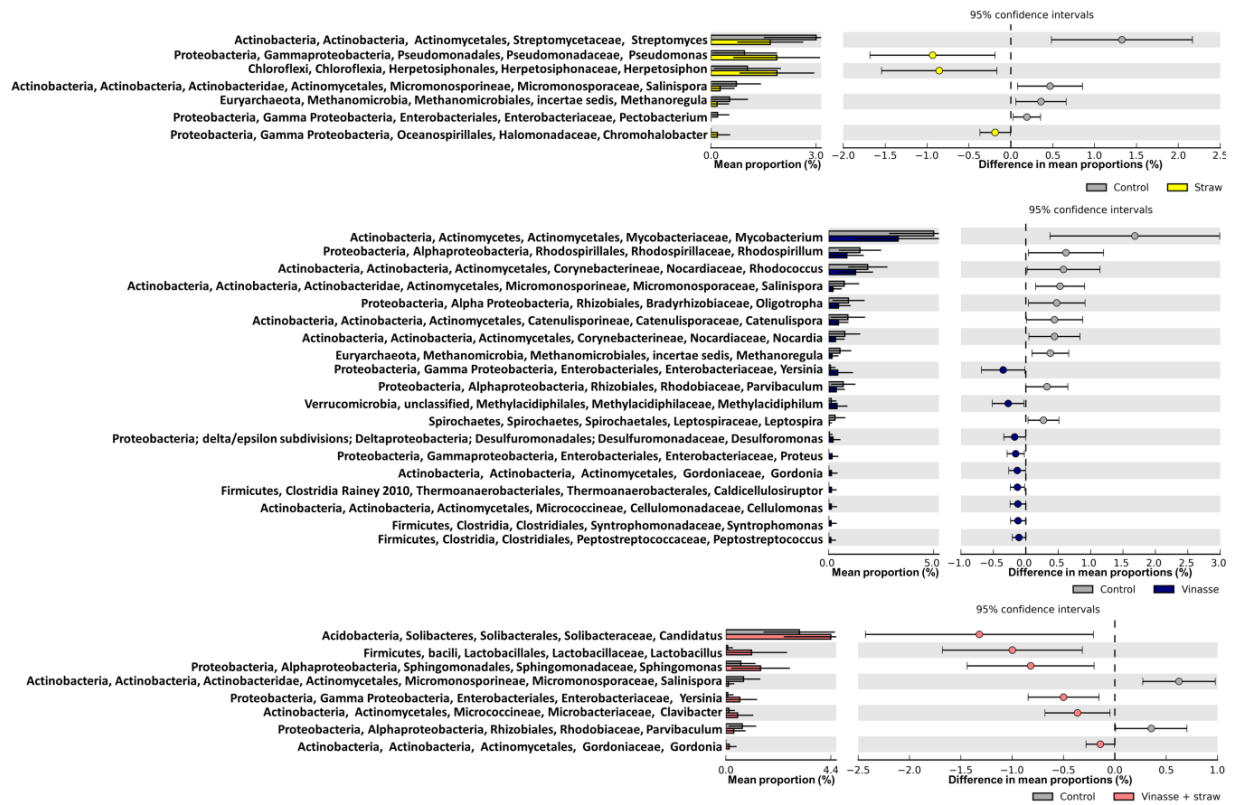 95% confidence intervals
Actinobacteria, Actinobacteria, Actinomycetales, Streptomycetaceae, Streptomyces
Proteobacteria, Gammaproteobacteria, Pseudomonadales, Pseudomonadaceae, Pseudomonas
Chloroflexi, Chloroflexia, Herpetosiphonales, Herpetosiphonaceae, Herpetosiphon
Actinobacteria, Actinobacteria, Actinobacteridae, Actinomycetales, Micromonosporineae, Micromonosporaceae, Salinispora
Euryarchaeota, Methanomicrobia, Methanomicrobiales, incertae sedis, Methanoregula
Proteobacteria, Gamma Proteobacteria, Enterobacteriales, Enterobacteriaceae, Pectobacterium
Proteobacteria, Gamma Proteobacteria, Oceanospirillales, Halomonadaceae, Chromohalobacter
0.0 3.0 −2.0 −1.5 −1.0 −0.5 0.0 0.5 1.0 1.5 2.0 2.5
Mean proportion (%) Difference in mean proportions (%)
Control Straw
95% confidence intervals
Actinobacteria, Actinomycetes, Actinomycetales, Mycobacteriaceae, Mycobacterium
Proteobacteria, Alphaproteobacteria, Rhodospirillales, Rhodospirillaceae, Rhodospirillum
Actinobacteria, Actinobacteria, Actinomycetales, Corynebacterineae, Nocardiaceae, Rhodococcus
Actinobacteria, Actinobacteria, Actinobacteridae, Actinomycetales, Micromonosporineae, Micromonosporaceae, Salinispora
Proteobacteria, Alpha Proteobacteria, Rhizobiales, Bradyrhizobiaceae, Oligotropha
Actinobacteria, Actinobacteria, Actinomycetales, Catenulisporineae, Catenulisporaceae, Catenulispora
Actinobacteria, Actinobacteria, Actinomycetales, Corynebacterineae, Nocardiaceae, Nocardia
Euryarchaeota, Methanomicrobia, Methanomicrobiales, incertae sedis, Methanoregula
Proteobacteria, Gamma Proteobacteria, Enterobacteriales, Enterobacteriaceae, Yersinia
Proteobacteria, Alphaproteobacteria, Rhizobiales, Rhodobiaceae, Parvibaculum
Verrucomicrobia, unclassified, Methylacidiphilales, Methylacidiphilaceae, Methylacidiphilum
Spirochaetes, Spirochaetes, Spirochaetales, Leptospiraceae, Leptospira
Proteobacteria; delta/epsilon subdivisions; Deltaproteobacteria; Desulfuromonadales; Desulfuromonadaceae, Desulforomonas
Proteobacteria, Gammaproteobacteria, Enterobacteriales, Enterobacteriaceae, Proteus
Actinobacteria, Actinobacteria, Actinomycetales, Gordoniaceae, Gordonia
Firmicutes, Clostridia Rainey 2010, Thermoanaerobacteriales, Thermoanaerobacterales, Caldicellulosiruptor
Actinobacteria, Actinobacteria, Actinomycetales, Micrococcineae, Cellulomonadaceae, Cellulomonas
Firmicutes, Clostridia, Clostridiales, Syntrophomonadaceae, Syntrophomonas
Firmicutes, Clostridia, Clostridiales, Peptostreptococcaceae, Peptostreptococcus
0.0 5.0 −1.0 −0.5 0.0 0.5 1.0 1.5 2.0 2.5 3.0
Mean proportion (%) Difference in mean proportions (%)
Control Vinasse
95% confidence intervals
Acidobacteria, Solibacteres, Solibacterales, Solibacteraceae, Candidatus
Firmicutes, bacili, Lactobacillales, Lactobacillaceae, Lactobacillus
Proteobacteria, Alphaproteobacteria, Sphingomonadales, Sphingomonadaceae, Sphingomonas
Actinobacteria, Actinobacteria, Actinobacteridae, Actinomycetales, Micromonosporineae, Micromonosporaceae, Salinispora
Proteobacteria, Gamma Proteobacteria, Enterobacteriales, Enterobacteriaceae, Yersinia
Actinobacteria, Actinomycetales, Micrococcineae, Microbacteriaceae, Clavibacter
Proteobacteria, Alphaproteobacteria, Rhizobiales, Rhodobiaceae, Parvibaculum
Actinobacteria, Actinobacteria, Actinomycetales, Gordoniaceae, Gordonia
0.0 4.4 −2.5 −2.0 −1.5 −1.0 −0.5 0.0 0.5 1.0
Mean proportion (%) Difference in mean proportions (%)
Control Vinasse + straw